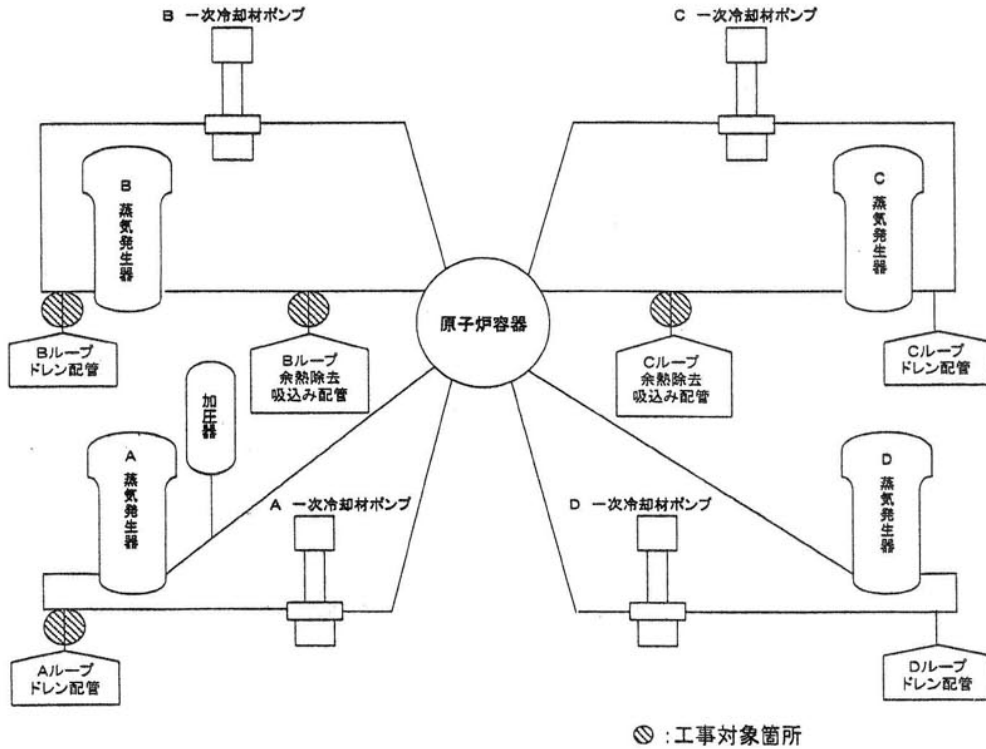 B 一次冷却材ポンプ
C 一次冷却材ポンプ
B
蒸気発生器
C
蒸気発生器
原子炉容器
Bループ
ドレン配管
Bループ
余熱除去
吸込み配管
Cループ
余熱除去
吸込み配管
Cループ
ドレン配管
加圧器
A
蒸気発生器
D
蒸気発生器
A 一次冷却材ポンプ
D 一次冷却材ポンプ
Aループ
ドレン配管
Dループ
ドレン配管
:工事対象箇所